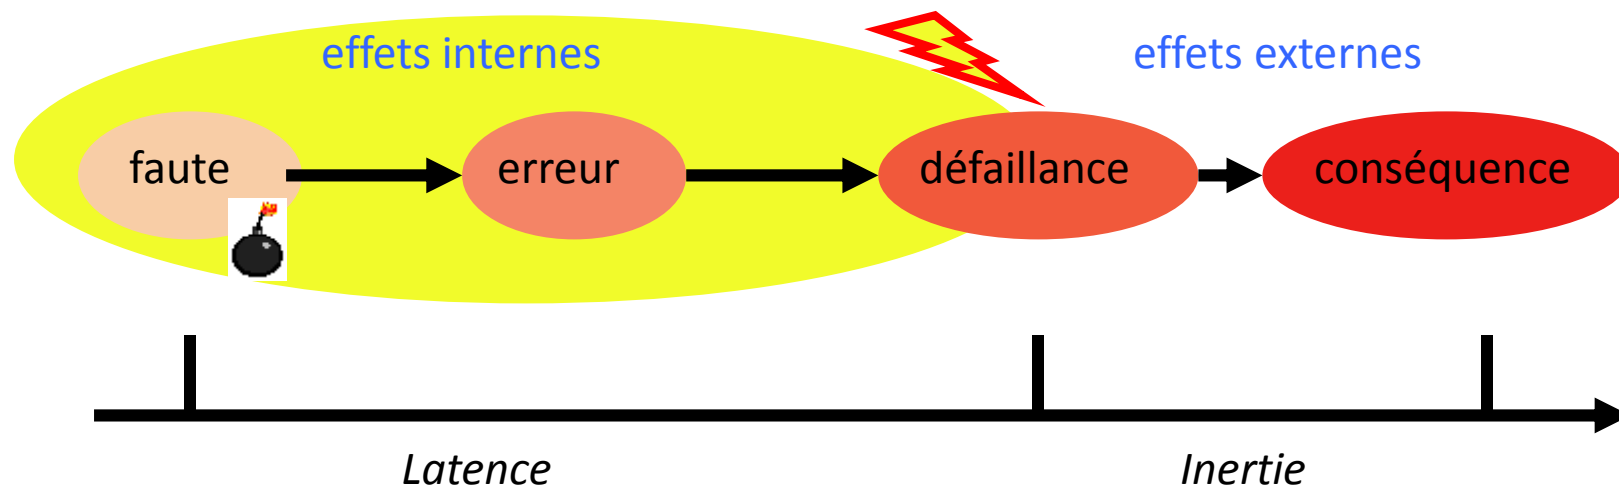 effets internes
effets externes
faute
erreur
défaillance
conséquence
Latence
Inertie